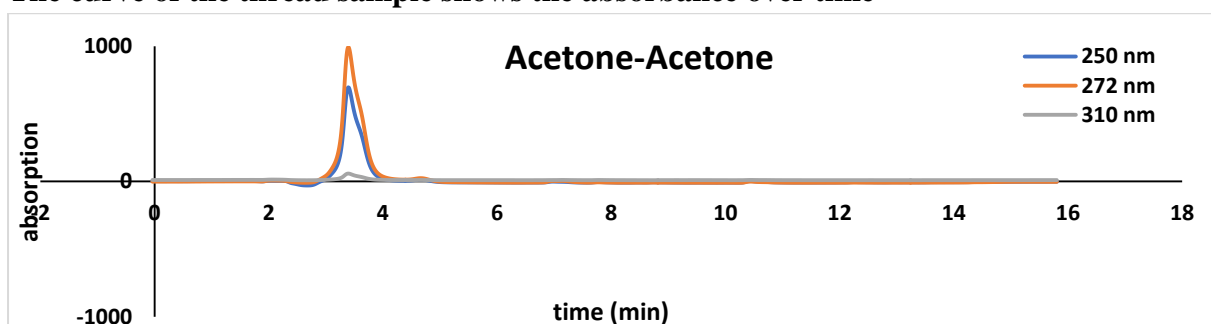 The curve of the thread sample shows the absorbance over time
1000
Acetone-Acetone
250 nm
272 nm
310 nm
absorption
0
-2 0 2 4 6 8 10 12 14 16 18
-1000
time (min)